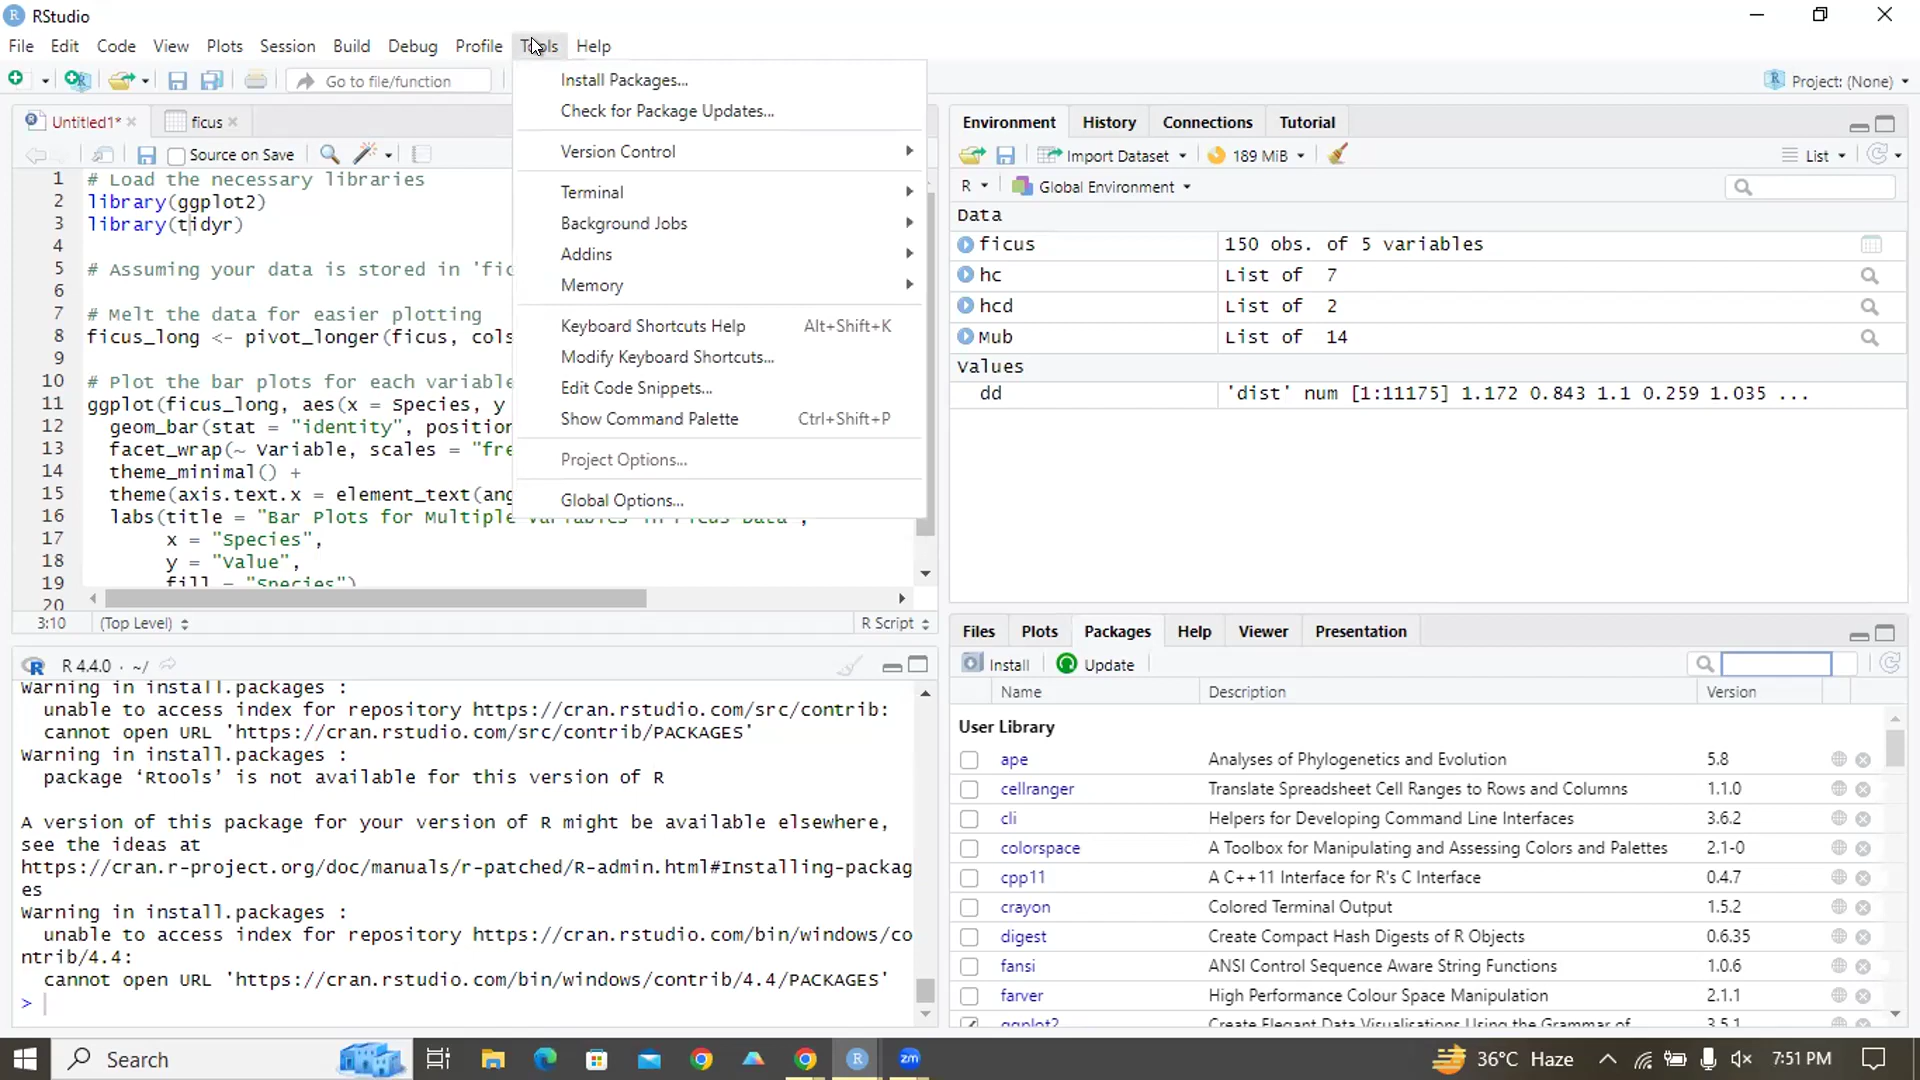 RStudio
File Edit Code View Plots Session Build Debug Profile Tools Help
Go to file/function
Project: (None)
Install Packages...
Check for Package Updates...
Version Control
Terminal
Background Jobs
Addins
Memory
Keyboard Shortcuts Help Alt+Shift+K
Modify Keyboard Shortcuts...
Edit Code Snippets...
Show Command Palette Ctrl+Shift+P
Project Options...
Global Options...
Untitled1* ficus
Source on Save
1 # Load the necessary libraries
2 library(ggplot2)
3 library(tidyr)
4
5 # Assuming your data is stored in 'fic
6
7 # Melt the data for easier plotting
8 ficus_long <- pivot_longer(ficus, cols
9
10 # Plot the bar plots for each variable
11 ggplot(ficus_long, aes(x = Species, y
12 geom_bar(stat = "identity", position
13 facet_wrap(~ Variable, scales = "fre
14 theme_minimal() +
15 theme(axis.text.x = element_text(ang
16 labs(title = "Bar Plots for Multiple Variables in Ficus Data",
17 x = "Species",
18 y = "Value",
19 fill = "Species")
20
3:10 (Top Level) R Script
R 4.4.0 · ~/
Warning in install.packages :
unable to access index for repository https://cran.rstudio.com/src/contrib:
cannot open URL 'https://cran.rstudio.com/src/contrib/PACKAGES'
Warning in install.packages :
package ‘Rtools’ is not available for this version of R
A version of this package for your version of R might be available elsewhere,
see the ideas at
https://cran.r-project.org/doc/manuals/r-patched/R-admin.html#Installing-packag
es
Warning in install.packages :
unable to access index for repository https://cran.rstudio.com/bin/windows/co
ntrib/4.4:
cannot open URL 'https://cran.rstudio.com/bin/windows/contrib/4.4/PACKAGES'
>
Environment History Connections Tutorial
Import Dataset 189 MiB List
R Global Environment
Data
ficus 150 obs. of 5 variables
hc List of 7
hcd List of 2
Mub List of 14
Values
dd 'dist' num [1:11175] 1.172 0.843 1.1 0.259 1.035 ...
Files Plots Packages Help Viewer Presentation
Install Update
Name Description Version
User Library
ape Analyses of Phylogenetics and Evolution 5.8
cellranger Translate Spreadsheet Cell Ranges to Rows and Columns 1.1.0
cli Helpers for Developing Command Line Interfaces 3.6.2
colorspace A Toolbox for Manipulating and Assessing Colors and Palettes 2.1-0
cpp11 A C++11 Interface for R's C Interface 0.4.7
crayon Colored Terminal Output 1.5.2
digest Create Compact Hash Digests of R Objects 0.6.35
fansi ANSI Control Sequence Aware String Functions 1.0.6
farver High Performance Colour Space Manipulation 2.1.1
ggplot2 Create Elegant Data Visualisations Using the Grammar of 3.5.1
Search
zm
36°C Haze
7:51 PM